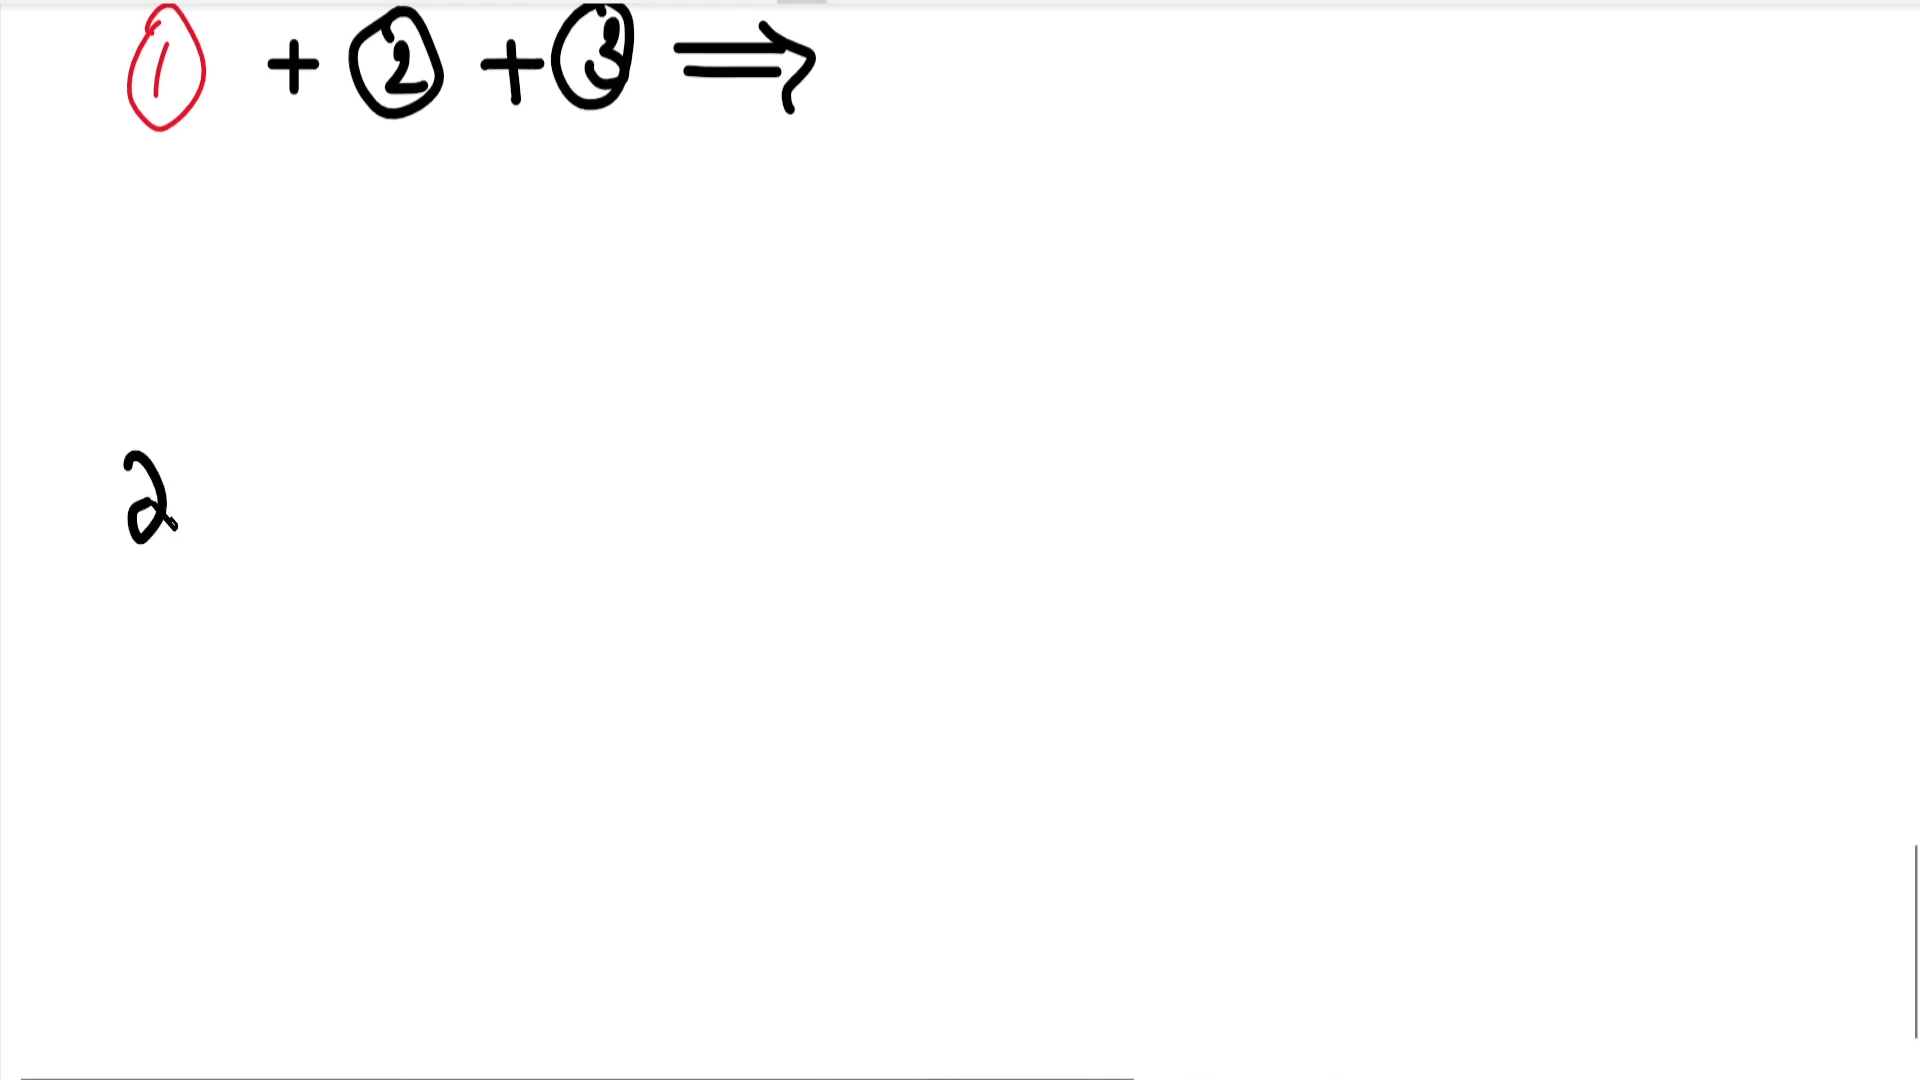 ① + ② + ③ ⇒
2